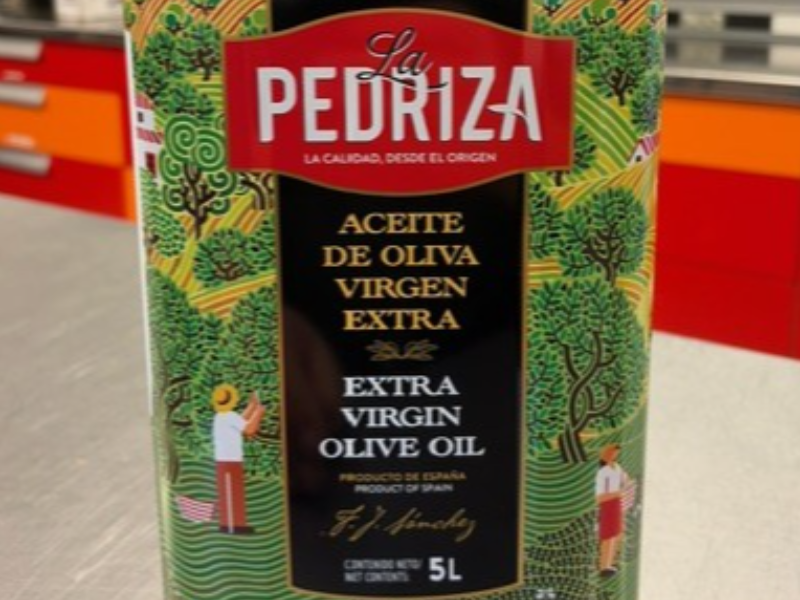 La
PEDRIZA
LA CALIDAD, DESDE EL ORIGEN
ACEITE
DE OLIVA
VIRGEN
EXTRA
EXTRA
VIRGIN
OLIVE OIL
PRODUCTO DE ESPAÑA
PRODUCT OF SPAIN
F. J. Sánchez
CONTENIDO NETO/
NET CONTENTS 5L